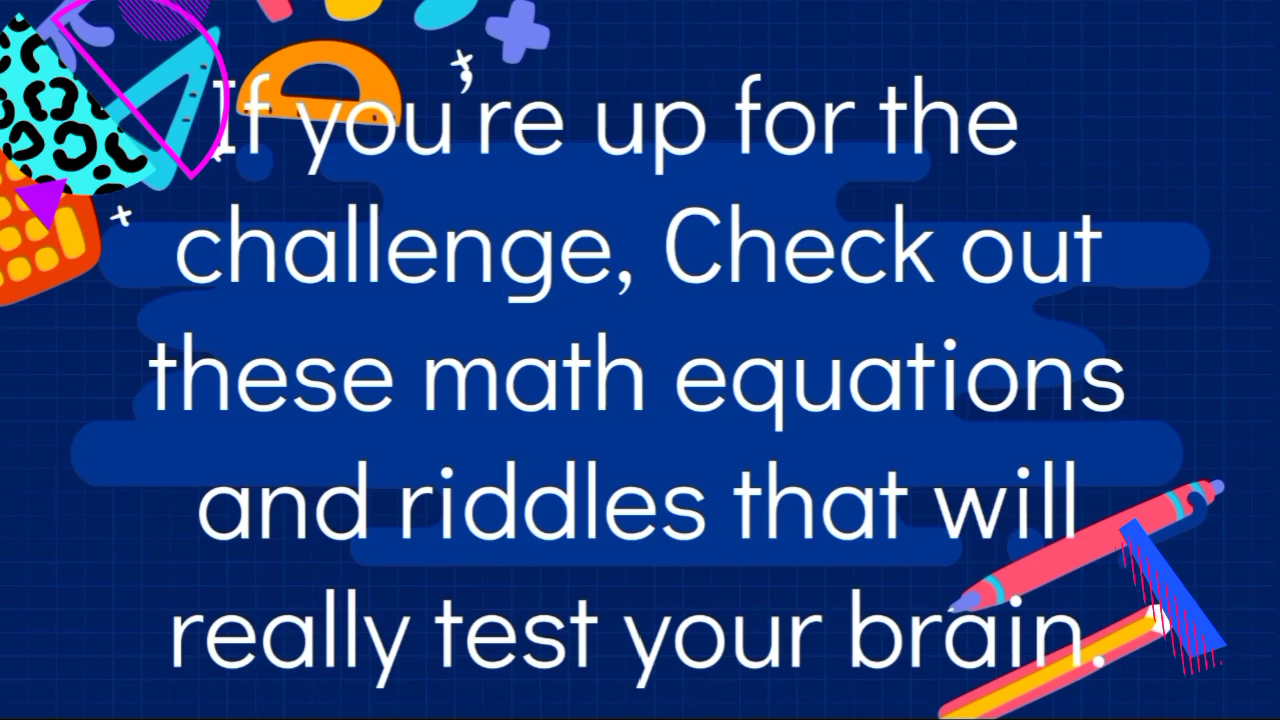 If you're up for the
challenge, Check out
these math equations
and riddles that will
really test your brain.